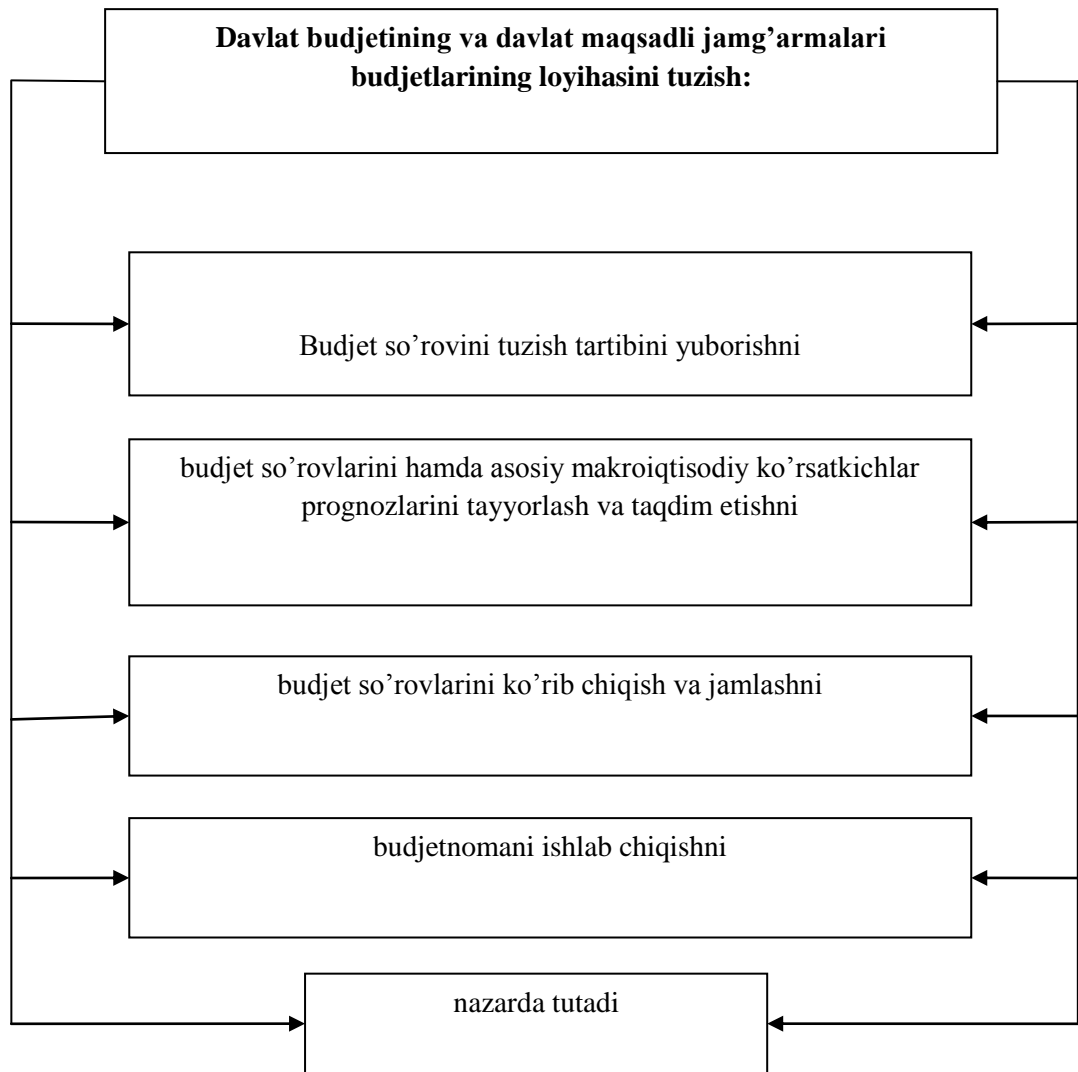 Davlat budjetining va davlat maqsadli jamg’armalari
budjetlarining loyihasini tuzish:
Budjet so’rovini tuzish tartibini yuborishni
budjet so’rovlarini hamda asosiy makroiqtisodiy ko’rsatkichlar
prognozlarini tayyorlash va taqdim etishni
budjet so’rovlarini ko’rib chiqish va jamlashni
budjetnomani ishlab chiqishni
nazarda tutadi